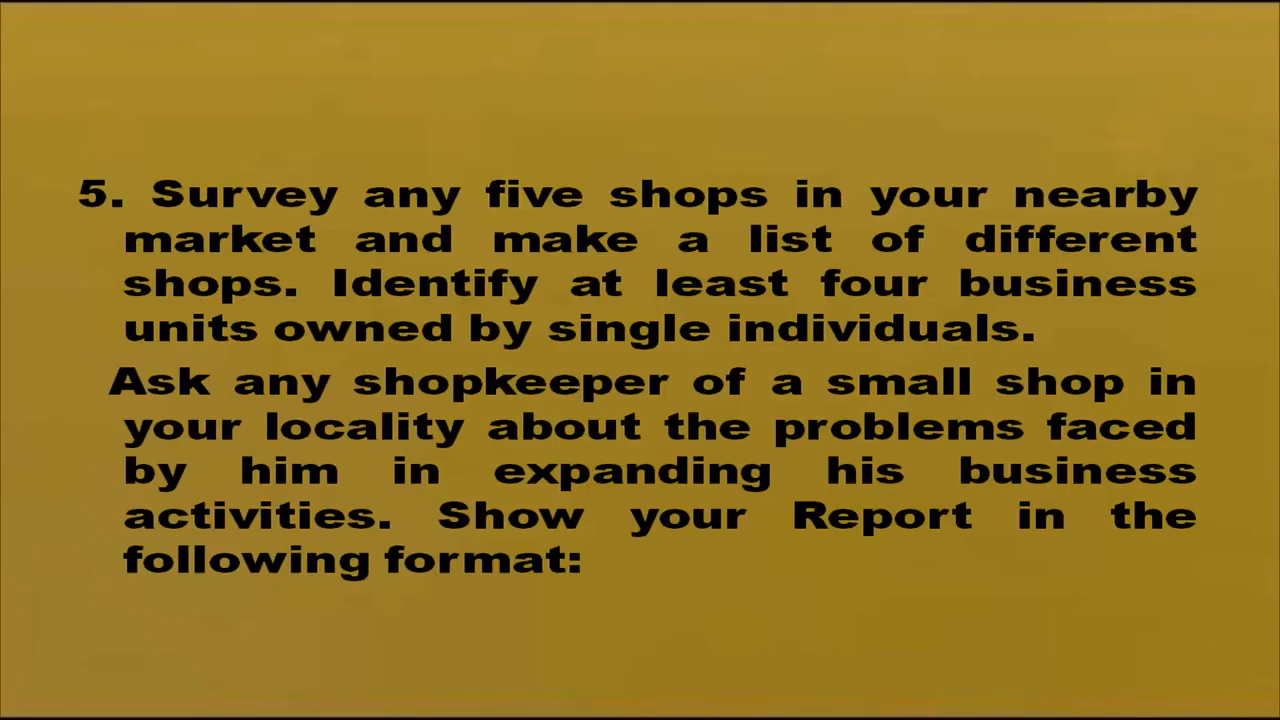 5. Survey any five shops in your nearby
market and make a list of different
shops. Identify at least four business
units owned by single individuals.
Ask any shopkeeper of a small shop in
your locality about the problems faced
by him in expanding his business
activities. Show your Report in the
following format: